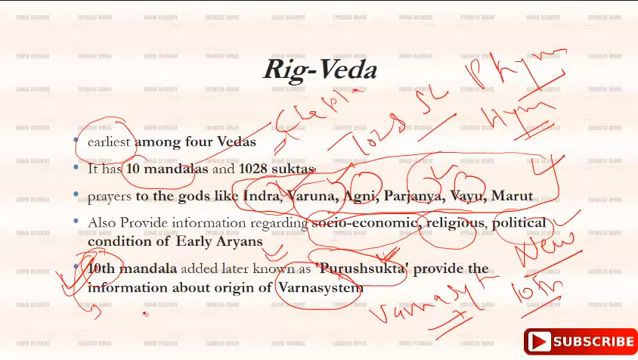 Rig-Veda
earliest among four Vedas
It has 10 mandalas and 1028 suktas
prayers to the gods like Indra, Varuna, Agni, Parjanya, Vayu, Marut
Also Provide information regarding socio-economic, religious, political
condition of Early Aryans
10th mandala added later known as 'Purushsukta' provide the
information about origin of Varnasystem
1028
Hym
New
10th
SUBSCRIBE